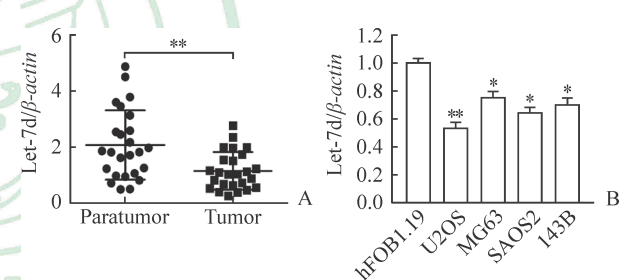 Let-7d/β-actin
6
4
2
0
**
Paratumor
Tumor
A
Let-7d/β-actin
1.2
1.0
0.8
0.6
0.4
0.2
0.0
**
*
*
*
hFOB1.19
U2OS
MG63
SAOS2
143B
B